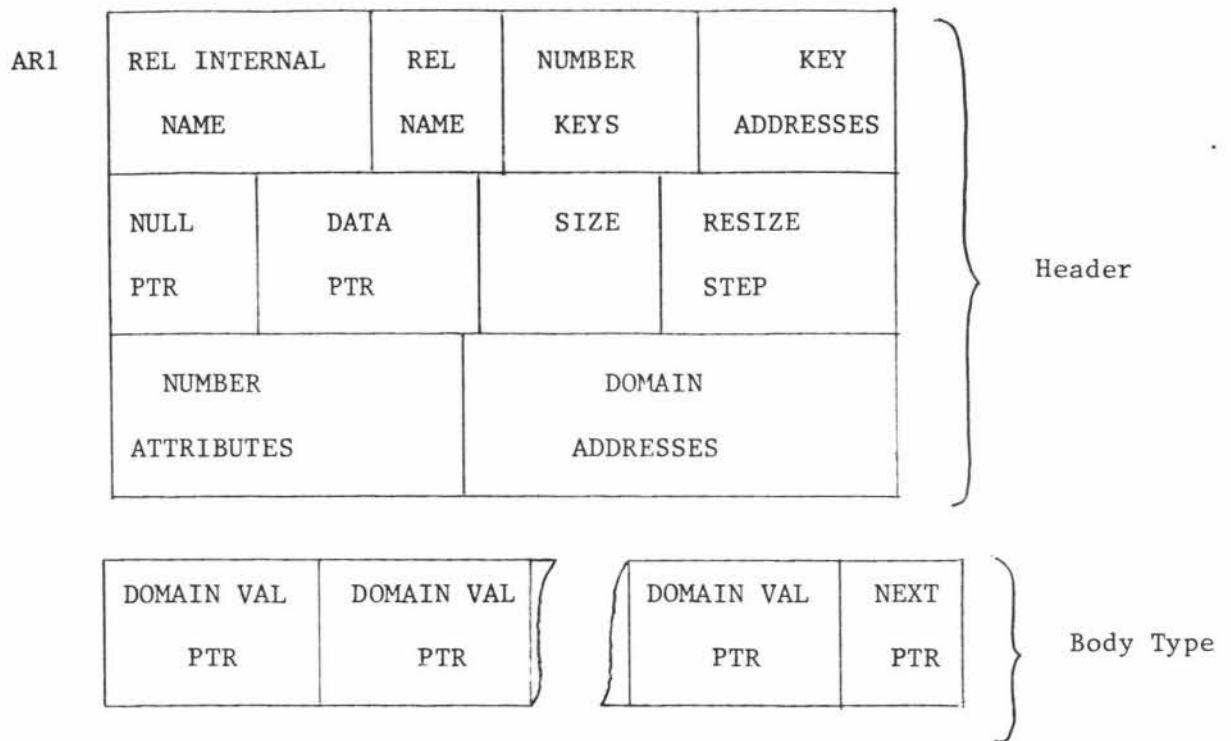 AR1 REL INTERNAL REL NUMBER KEY
NAME NAME KEYS ADDRESSES
NULL DATA SIZE RESIZE
PTR PTR STEP
Header
NUMBER DOMAIN
ATTRIBUTES ADDRESSES
DOMAIN VAL DOMAIN VAL DOMAIN VAL NEXT
PTR PTR PTR PTR
Body Type